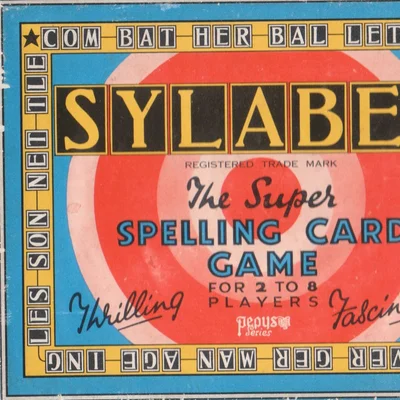 ★COM BAT HER BAL LET
SYLABE
REGISTERED TRADE MARK
The Super
SPELLING CARD
GAME
FOR 2 TO 8
PLAYERS
Thrilling
Fascin
Pepys
Series
VER GER MAN AGE ING
LES SON NET TLE